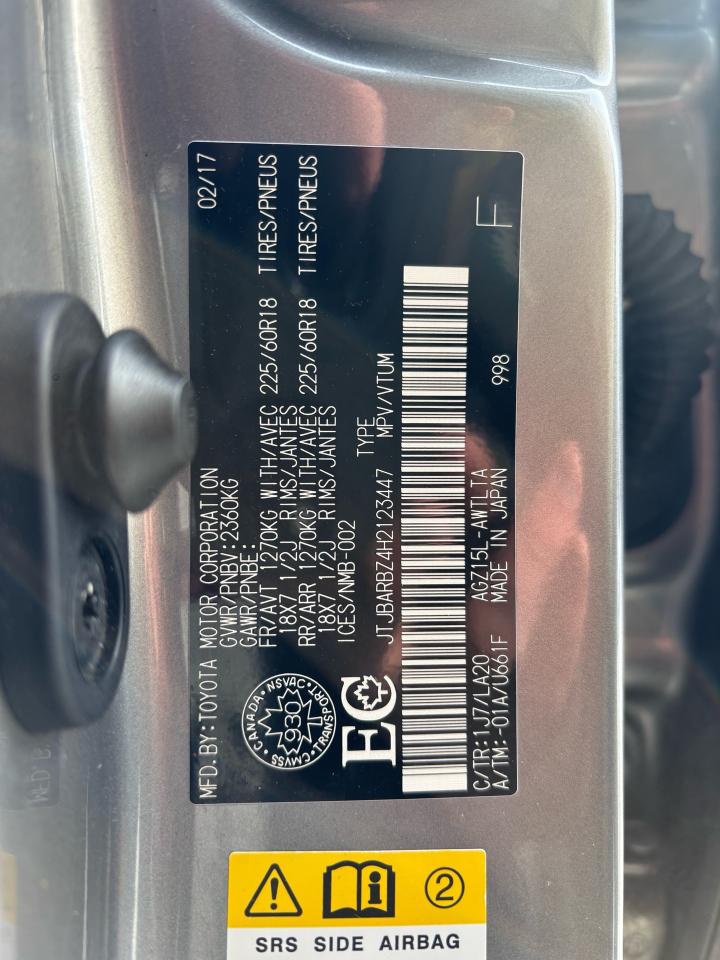 MFD.BY:TOYOTA MOTOR CORPORATION 02/17
GVWR/PNBV:2360KG
GAWR/PNBE:
FR/AVT 1270KG WITH/AVEC 225/60R18 TIRES/PNEUS
18X7 1/2J RIMS/JANTES
RR/ARR 1270KG WITH/AVEC 225/60R18 TIRES/PNEUS
18X7 1/2J RIMS/JANTES
ICES/NMB-002
TYPE
JTJBARBZ4H2123447 MPV/VTUM
CANADA • NSVAC • TRANSPORT • CMVSS •
930
EC
C/TR:1J7/LA20 AGZ15L-AWTLTA F
A/TM:-01A/U661F MADE IN JAPAN 998
i 2
SRS SIDE AIRBAG